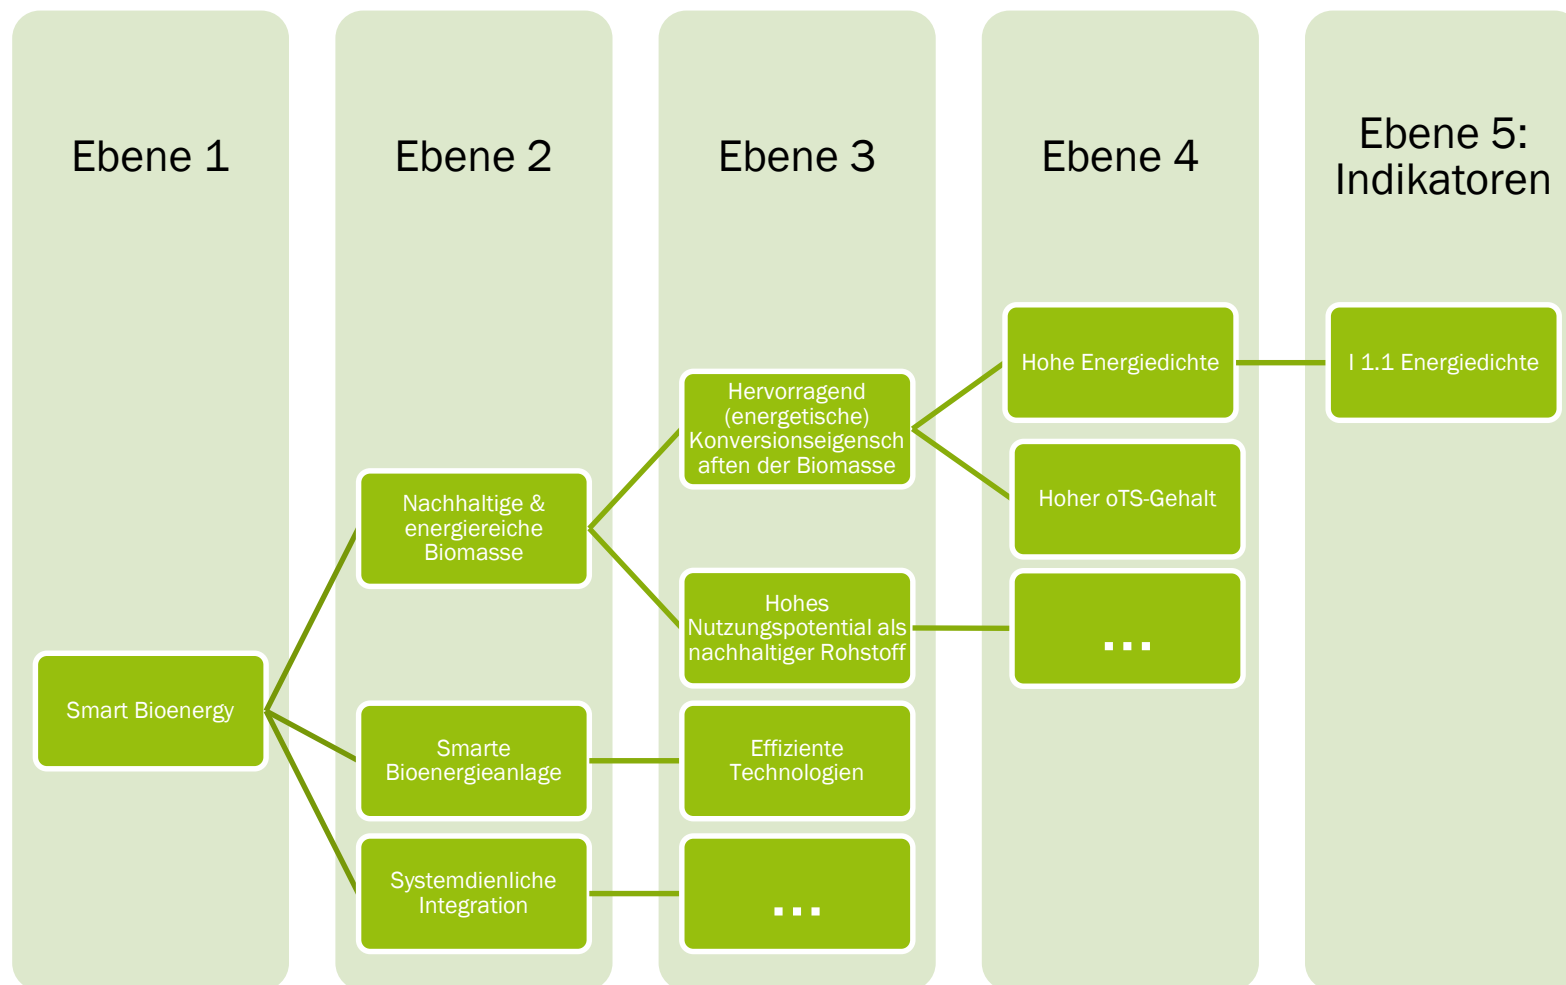 Ebene 1
Ebene 2
Ebene 3
Ebene 4
Ebene 5:
Indikatoren
Smart Bioenergy
Nachhaltige &
energiereiche
Biomasse
Smarte
Bioenergieanlage
Systemdienliche
Integration
Hervorragend
(energetische)
Konversionseigensch
aften der Biomasse
Hohes
Nutzungspotential als
nachhaltiger Rohstoff
Effiziente
Technologien
...
Hohe Energiedichte
Hoher oTS-Gehalt
...
I 1.1 Energiedichte